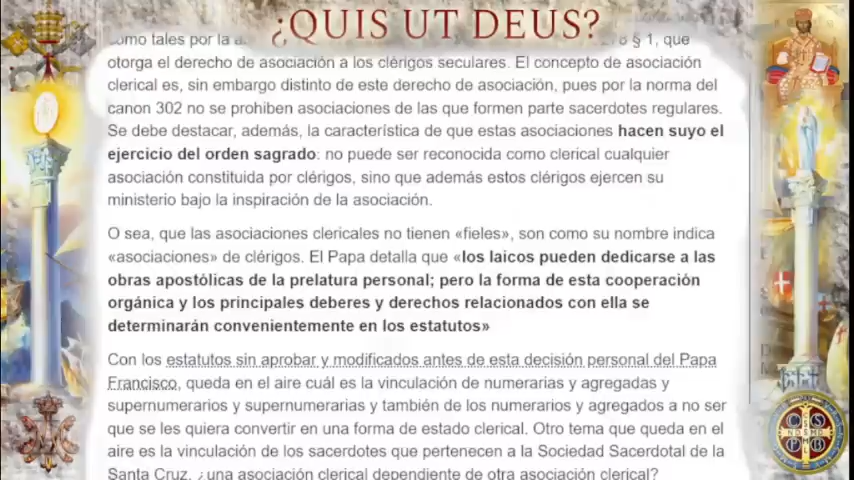 ¿QUIS UT DEUS?
como tales por la § 1, que
otorga el derecho de asociación a los clérigos seculares. El concepto de asociación
clerical es, sin embargo distinto de este derecho de asociación, pues por la norma del
canon 302 no se prohiben asociaciones de las que formen parte sacerdotes regulares.
Se debe destacar, además, la característica de que estas asociaciones hacen suyo el
ejercicio del orden sagrado: no puede ser reconocida como clerical cualquier
asociación constituida por clérigos, sino que además estos clérigos ejercen su
ministerio bajo la inspiración de la asociación.
O sea, que las asociaciones clericales no tienen «fieles», son como su nombre indica
«asociaciones» de clérigos. El Papa detalla que «los laicos pueden dedicarse a las
obras apostólicas de la prelatura personal; pero la forma de esta cooperación
orgánica y los principales deberes y derechos relacionados con ella se
determinarán convenientemente en los estatutos»
Con los estatutos sin aprobar y modificados antes de esta decisión personal del Papa
Francisco, queda en el aire cuál es la vinculación de numerarias y agregadas y
supernumerarios y supernumerarias y también de los numerarios y agregados a no ser
que se les quiera convertir en una forma de estado clerical. Otro tema que queda en el
aire es la vinculación de los sacerdotes que pertenecen a la Sociedad Sacerdotal de la
Santa Cruz, ¿una asociación clerical dependiente de otra asociación clerical?